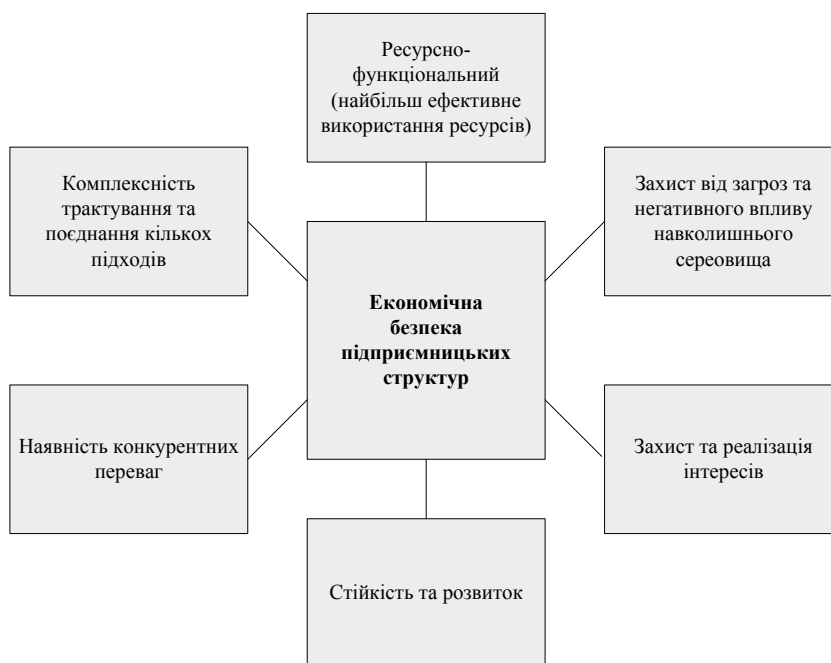 Ресурсно-
функціональний
(найбільш ефективне
використання ресурсів)
Комплексність
трактування та
поєднання кількох
підходів
Захист від загроз та
негативного впливу
навколишнього
сереовища
Економічна
безпека
підприємницьких
структур
Наявність конкурентних
переваг
Захист та реалізація
інтересів
Стійкість та розвиток